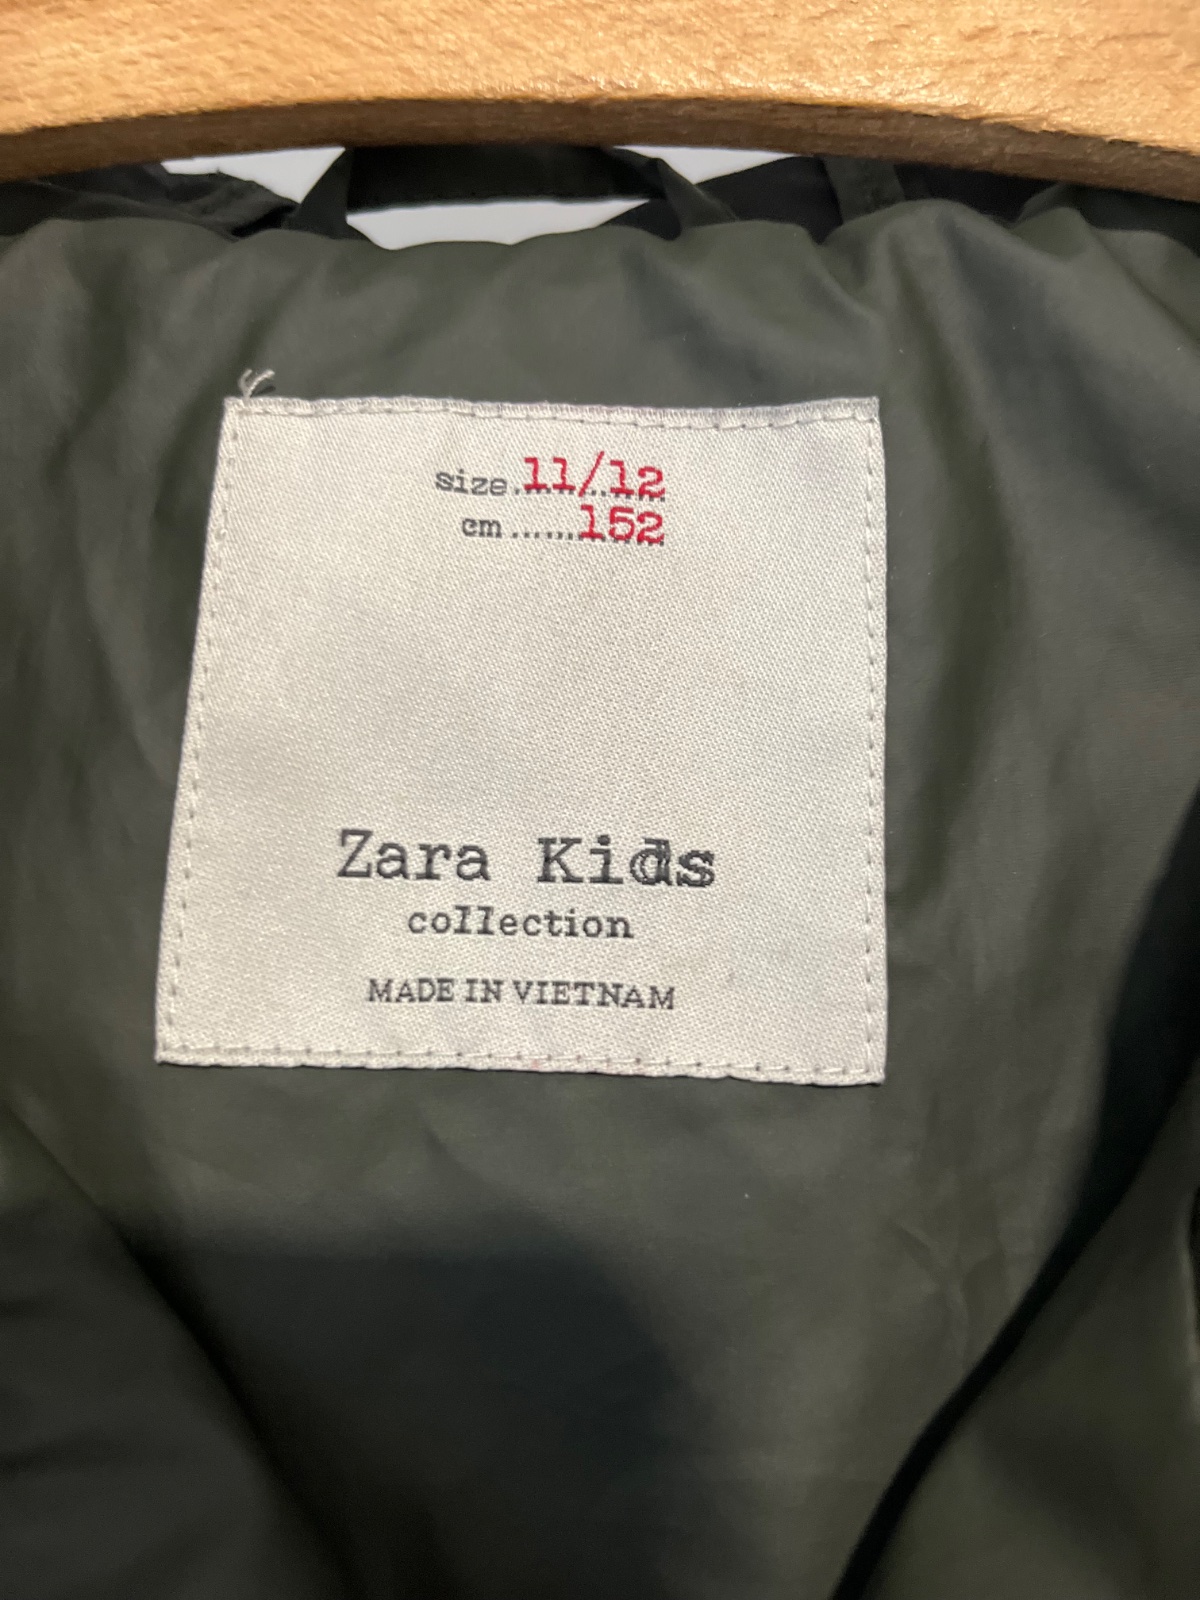 size.11/12
cm......152
Zara Kids
collection
MADE IN VIETNAM